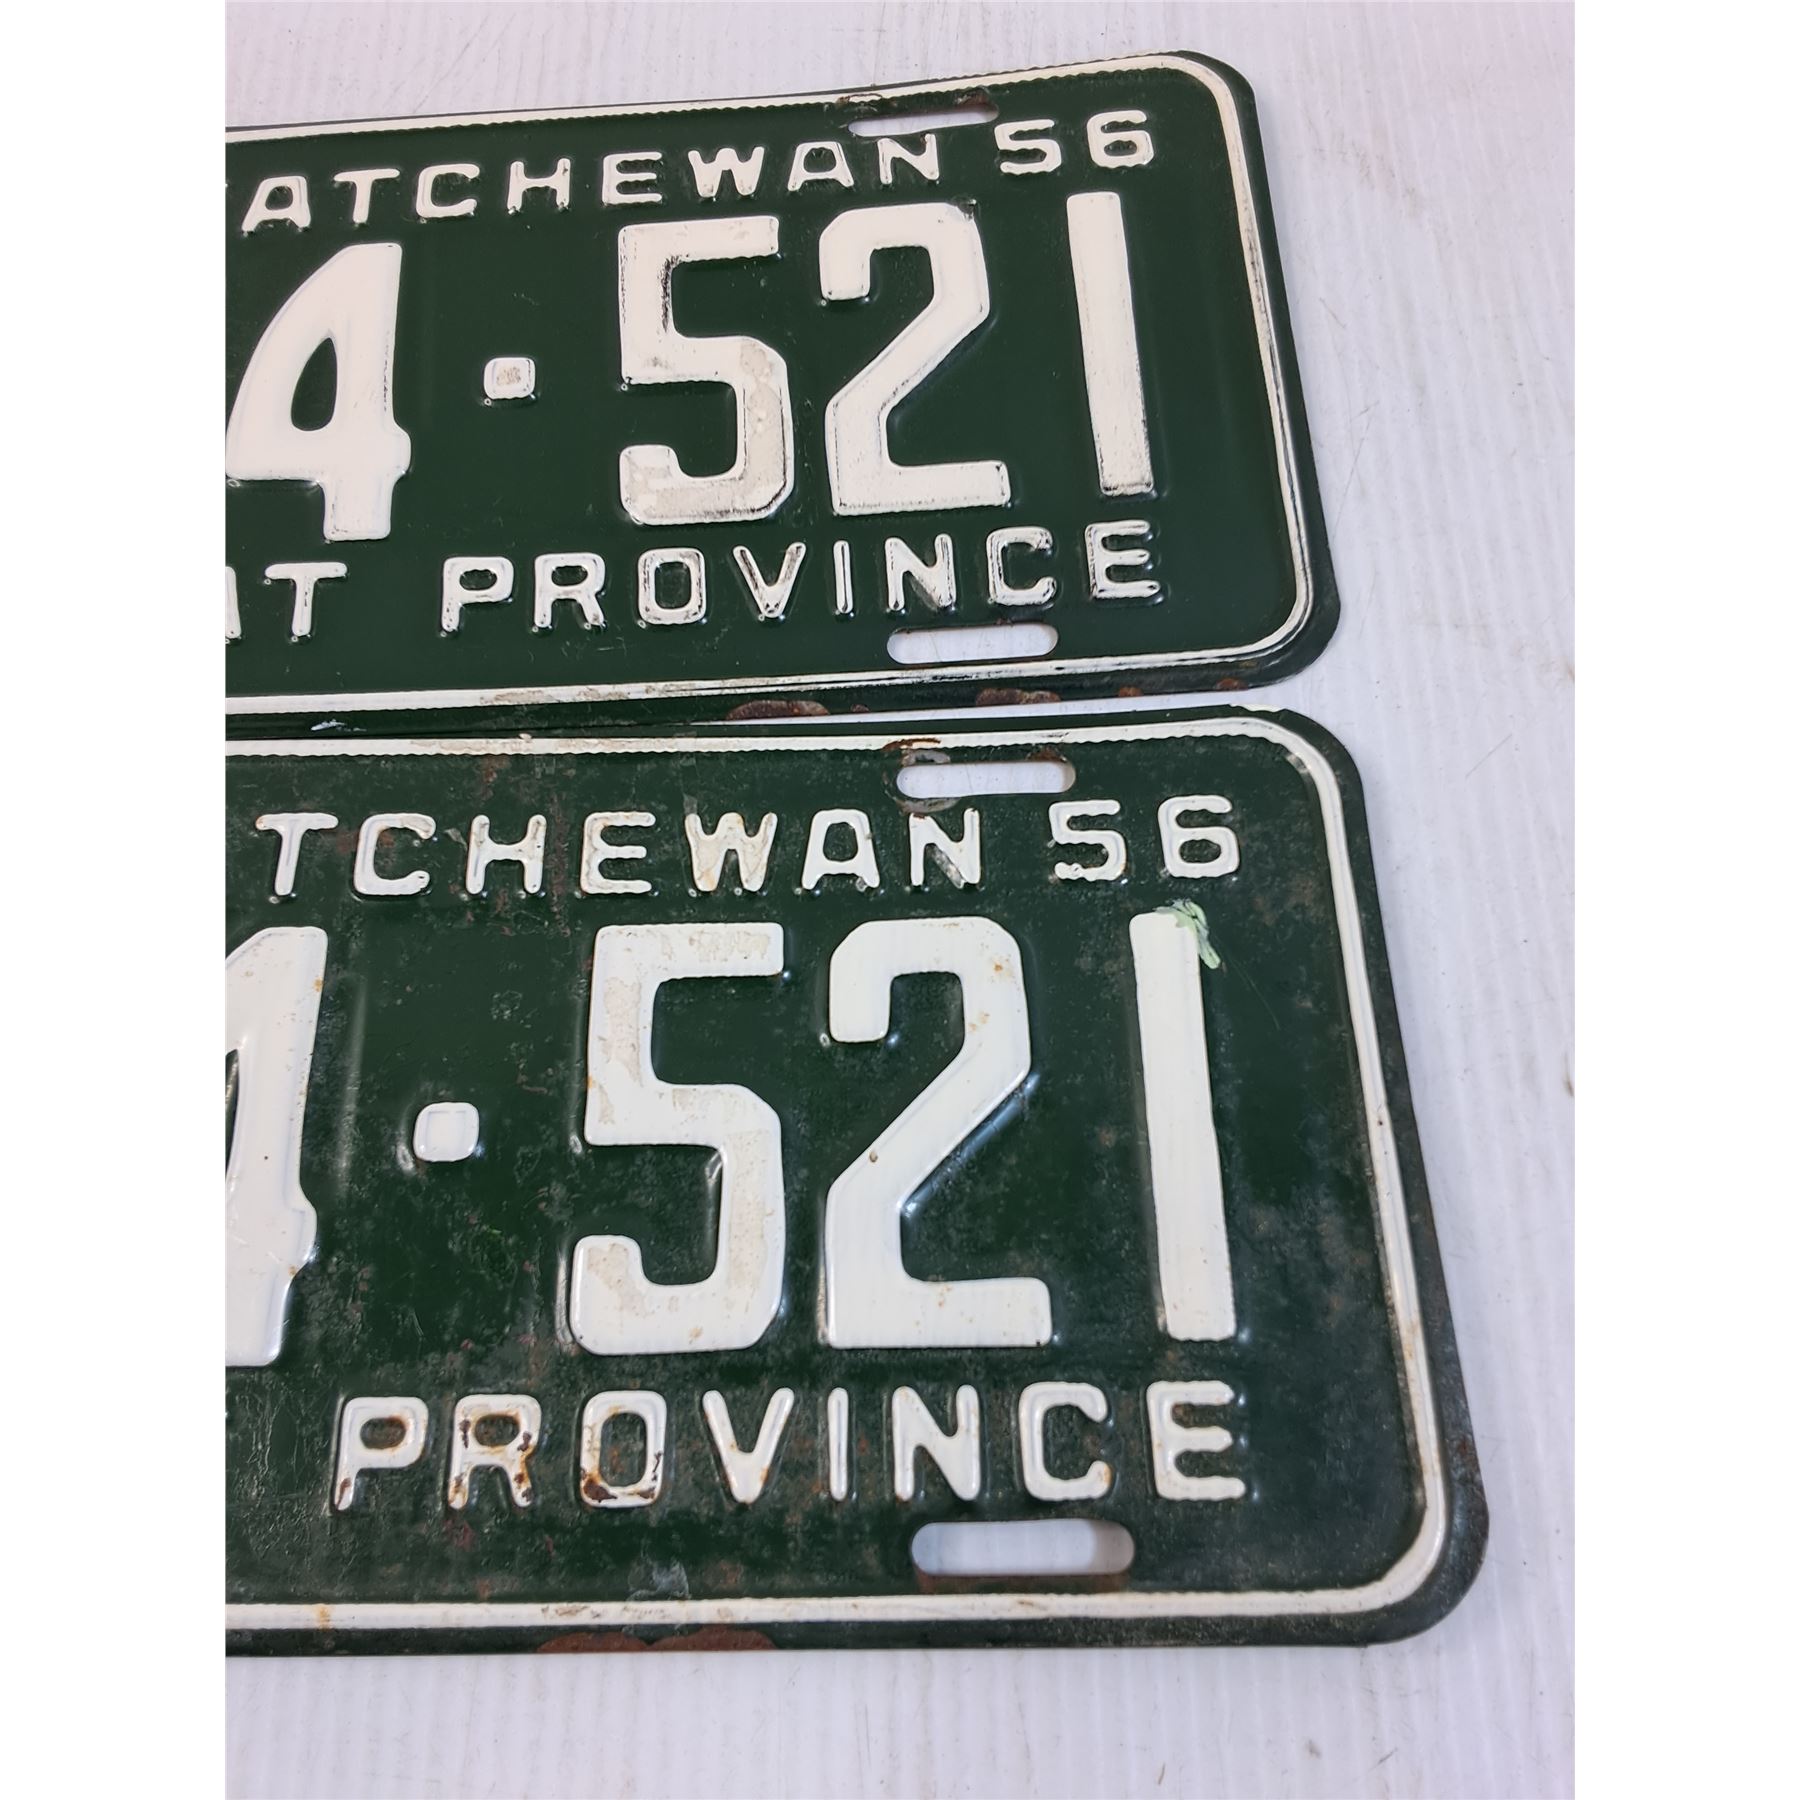 ATCHEWAN 56
4·521
AT PROVINCE
TCHEWAN 56
4·521
PROVINCE